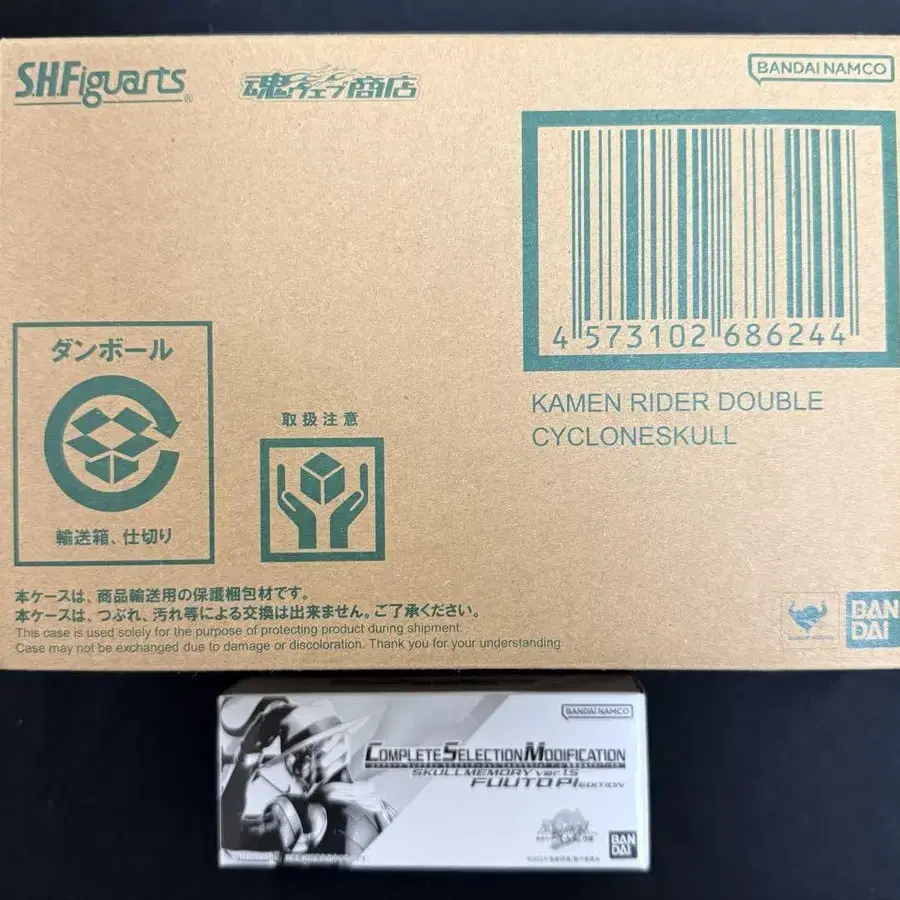 S.H.Figuarts®
魂ウェブ商店
BANDAI NAMCO
4 573102 686244
KAMEN RIDER DOUBLE
CYCLONESKULL
ダンボール
輸送箱、仕切り
取扱注意
本ケースは、商品輸送用の保護梱包材です。
本ケースは、つぶれ、汚れ等による交換は出来ません。ご了承ください。
This case is used solely for the purpose of protecting product during shipment.
Case may not be exchanged due to damage or discoloration. Thank you for your understanding.
BAN
DAI
BANDAI NAMCO
COMPLETE SELECTION MODIFICATION
SKULLMEMORY ver.1.5
FUUTO PI EDITION
BAN
DAI